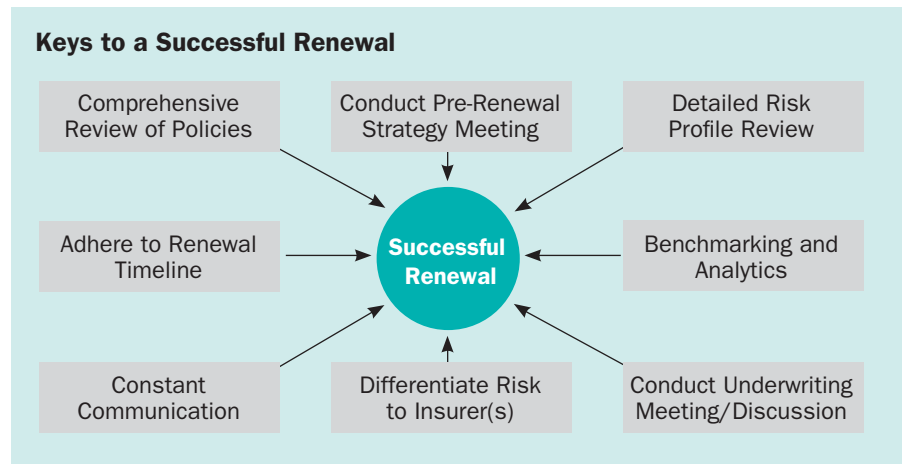 Keys to a Successful Renewal
Comprehensive
Review of Policies
Conduct Pre-Renewal
Strategy Meeting
Detailed Risk
Profile Review
Adhere to Renewal
Timeline
Successful
Renewal
Benchmarking and
Analytics
Constant
Communication
Differentiate Risk
to Insurer(s)
Conduct Underwriting
Meeting/Discussion